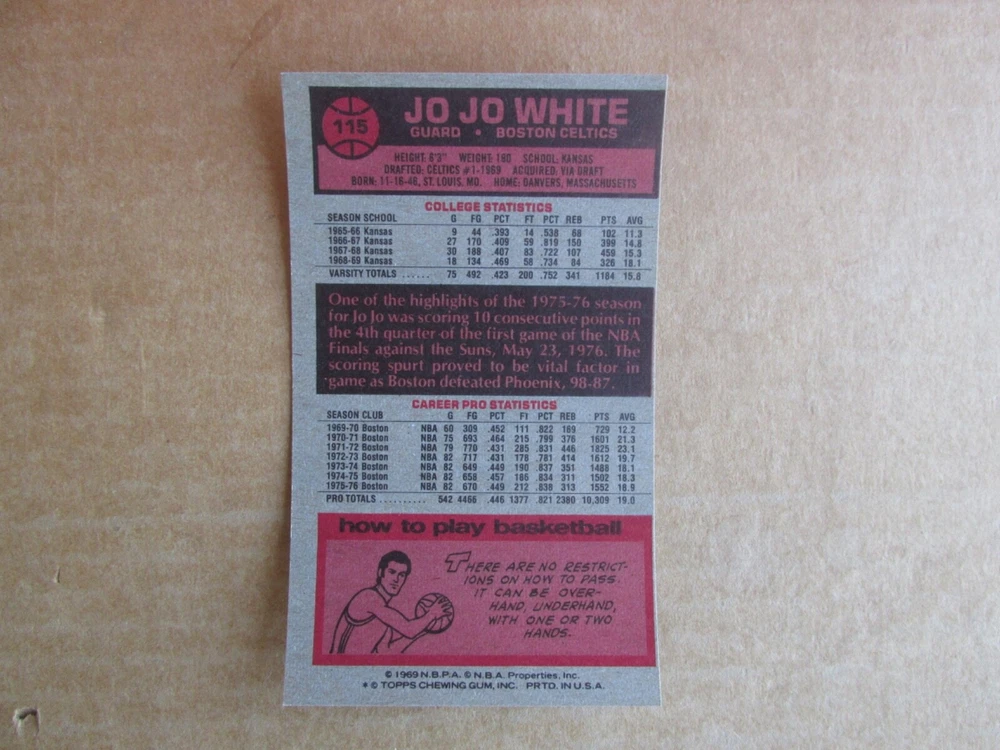 115
JO JO WHITE
GUARD • BOSTON CELTICS
HEIGHT: 6'3" WEIGHT: 190 SCHOOL: KANSAS
DRAFTED: CELTICS #1-1969 ACQUIRED: VIA DRAFT
BORN: 11-16-46, ST. LOUIS, MO. HOME: DANVERS, MASSACHUSETTS
COLLEGE STATISTICS
SEASON SCHOOL G FG PCT FT PCT REB PTS AVG
1965-66 Kansas 9 44 .393 14 .538 68 102 11.3
1966-67 Kansas 27 170 .409 59 .819 150 399 14.8
1967-68 Kansas 30 188 .407 83 .722 107 459 15.3
1968-69 Kansas 18 134 .469 58 .734 84 326 18.1
VARSITY TOTALS ...... 75 492 .423 200 .752 341 1184 15.8
One of the highlights of the 1975-76 season
for Jo Jo was scoring 10 consecutive points in
the 4th quarter of the first game of the NBA
Finals against the Suns, May 23, 1976. The
scoring spurt proved to be vital factor in
game as Boston defeated Phoenix, 98-87.
CAREER PRO STATISTICS
SEASON CLUB G FG PCT FT PCT REB PTS AVG
1969-70 Boston NBA 60 309 .452 111 .822 169 729 12.2
1970-71 Boston NBA 75 693 .464 215 .799 376 1601 21.3
1971-72 Boston NBA 79 770 .431 285 .831 446 1825 23.1
1972-73 Boston NBA 82 717 .431 178 .781 414 1612 19.7
1973-74 Boston NBA 82 649 .449 190 .837 351 1488 18.1
1974-75 Boston NBA 82 658 .457 186 .834 311 1502 18.3
1975-76 Boston NBA 82 670 .449 212 .838 313 1552 18.9
PRO TOTALS .......... 542 4466 .446 1377 .821 2380 10,309 19.0
how to play basketball
THERE ARE NO RESTRICT-
IONS ON HOW TO PASS.
IT CAN BE OVER-
HAND, UNDERHAND,
WITH ONE OR TWO
HANDS.
© 1969 N.B.P.A. © N.B.A. Properties, Inc.
* © TOPPS CHEWING GUM, INC. PRTD. IN U.S.A.